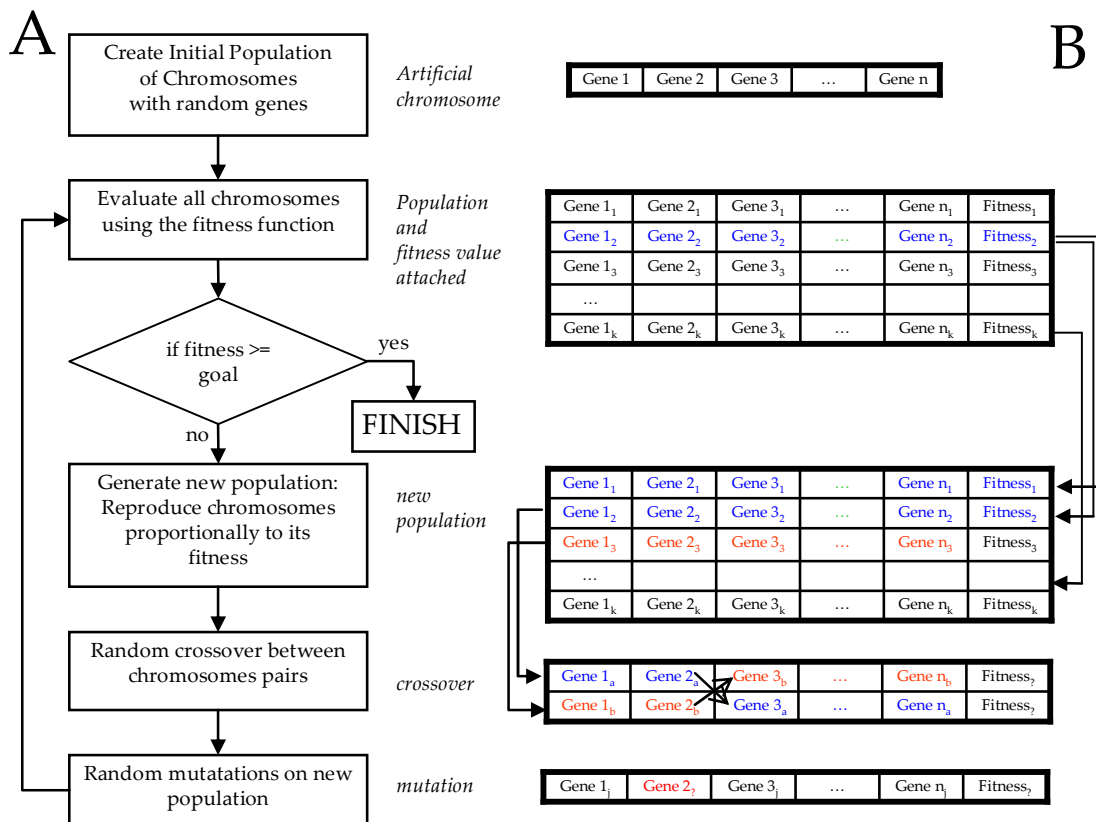 A
B
Create Initial Population
of Chromosomes
with random genes
Artificial
chromosome
Gene 1 Gene 2 Gene 3 … Gene n
Evaluate all chromosomes
using the fitness function
Population
and
fitness value
attached
Gene 1₁ Gene 2₁ Gene 3₁ … Gene n₁ Fitness₁
Gene 1₂ Gene 2₂ Gene 3₂ … Gene n₂ Fitness₂
Gene 1₃ Gene 2₃ Gene 3₃ … Gene n₃ Fitness₃
…
Gene 1ₖ Gene 2ₖ Gene 3ₖ … Gene nₖ Fitnessₖ
if fitness >=
goal
yes
FINISH
no
Generate new population:
Reproduce chromosomes
proportionally to its
fitness
new
population
Gene 1₁ Gene 2₁ Gene 3₁ … Gene n₁ Fitness₁
Gene 1₂ Gene 2₂ Gene 3₂ … Gene n₂ Fitness₂
Gene 1₃ Gene 2₃ Gene 3₃ … Gene n₃ Fitness₃
…
Gene 1ₖ Gene 2ₖ Gene 3ₖ … Gene nₖ Fitnessₖ
Random crossover between
chromosomes pairs
crossover
Gene 1a Gene 2a Gene 3b … Gene nb Fitness?
Gene 1b Gene 2b Gene 3a … Gene na Fitness?
Random mutatations on new
population
mutation
Gene 1j Gene 2? Gene 3j … Gene nj Fitness?